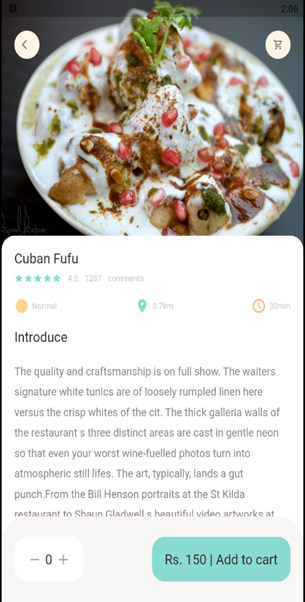 2:06
Cuban Fufu
4.5 1287 comments
Normal 0.7km 30min
Introduce
The quality and craftsmanship is on full show. The waiters
signature white tunics are of loosely rumpled linen here
versus the crisp whites of the cit. The thick galleria walls of
the restaurant s three distinct areas are cast in gentle neon
so that even your worst wine-fuelled photos turn into
atmospheric still lifes. The art, typically, lands a gut
punch.From the Bill Henson portraits at the St Kilda
restaurant to Shaun Gladwell s beautiful video artworks at
0
Rs. 150 | Add to cart